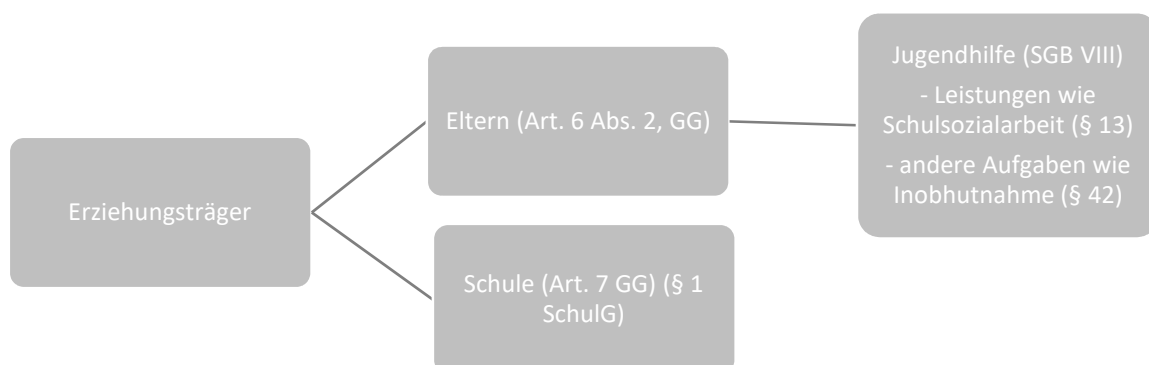 Erziehungsträger
Eltern (Art. 6 Abs. 2, GG)
Schule (Art. 7 GG) (§ 1
SchulG)
Jugendhilfe (SGB VIII)
- Leistungen wie
Schulsozialarbeit (§ 13)
- andere Aufgaben wie
Inobhutnahme (§ 42)